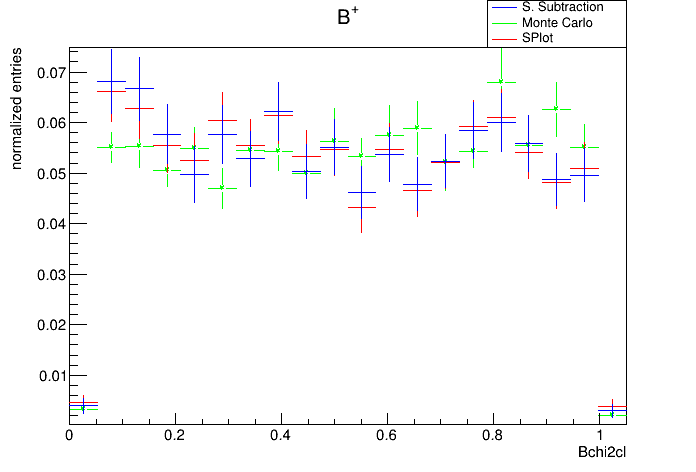 B+
S. Subtraction
Monte Carlo
SPlot
normalized entries
0.07
0.06
0.05
0.04
0.03
0.02
0.01
0 0.2 0.4 0.6 0.8 1
Bchi2cl